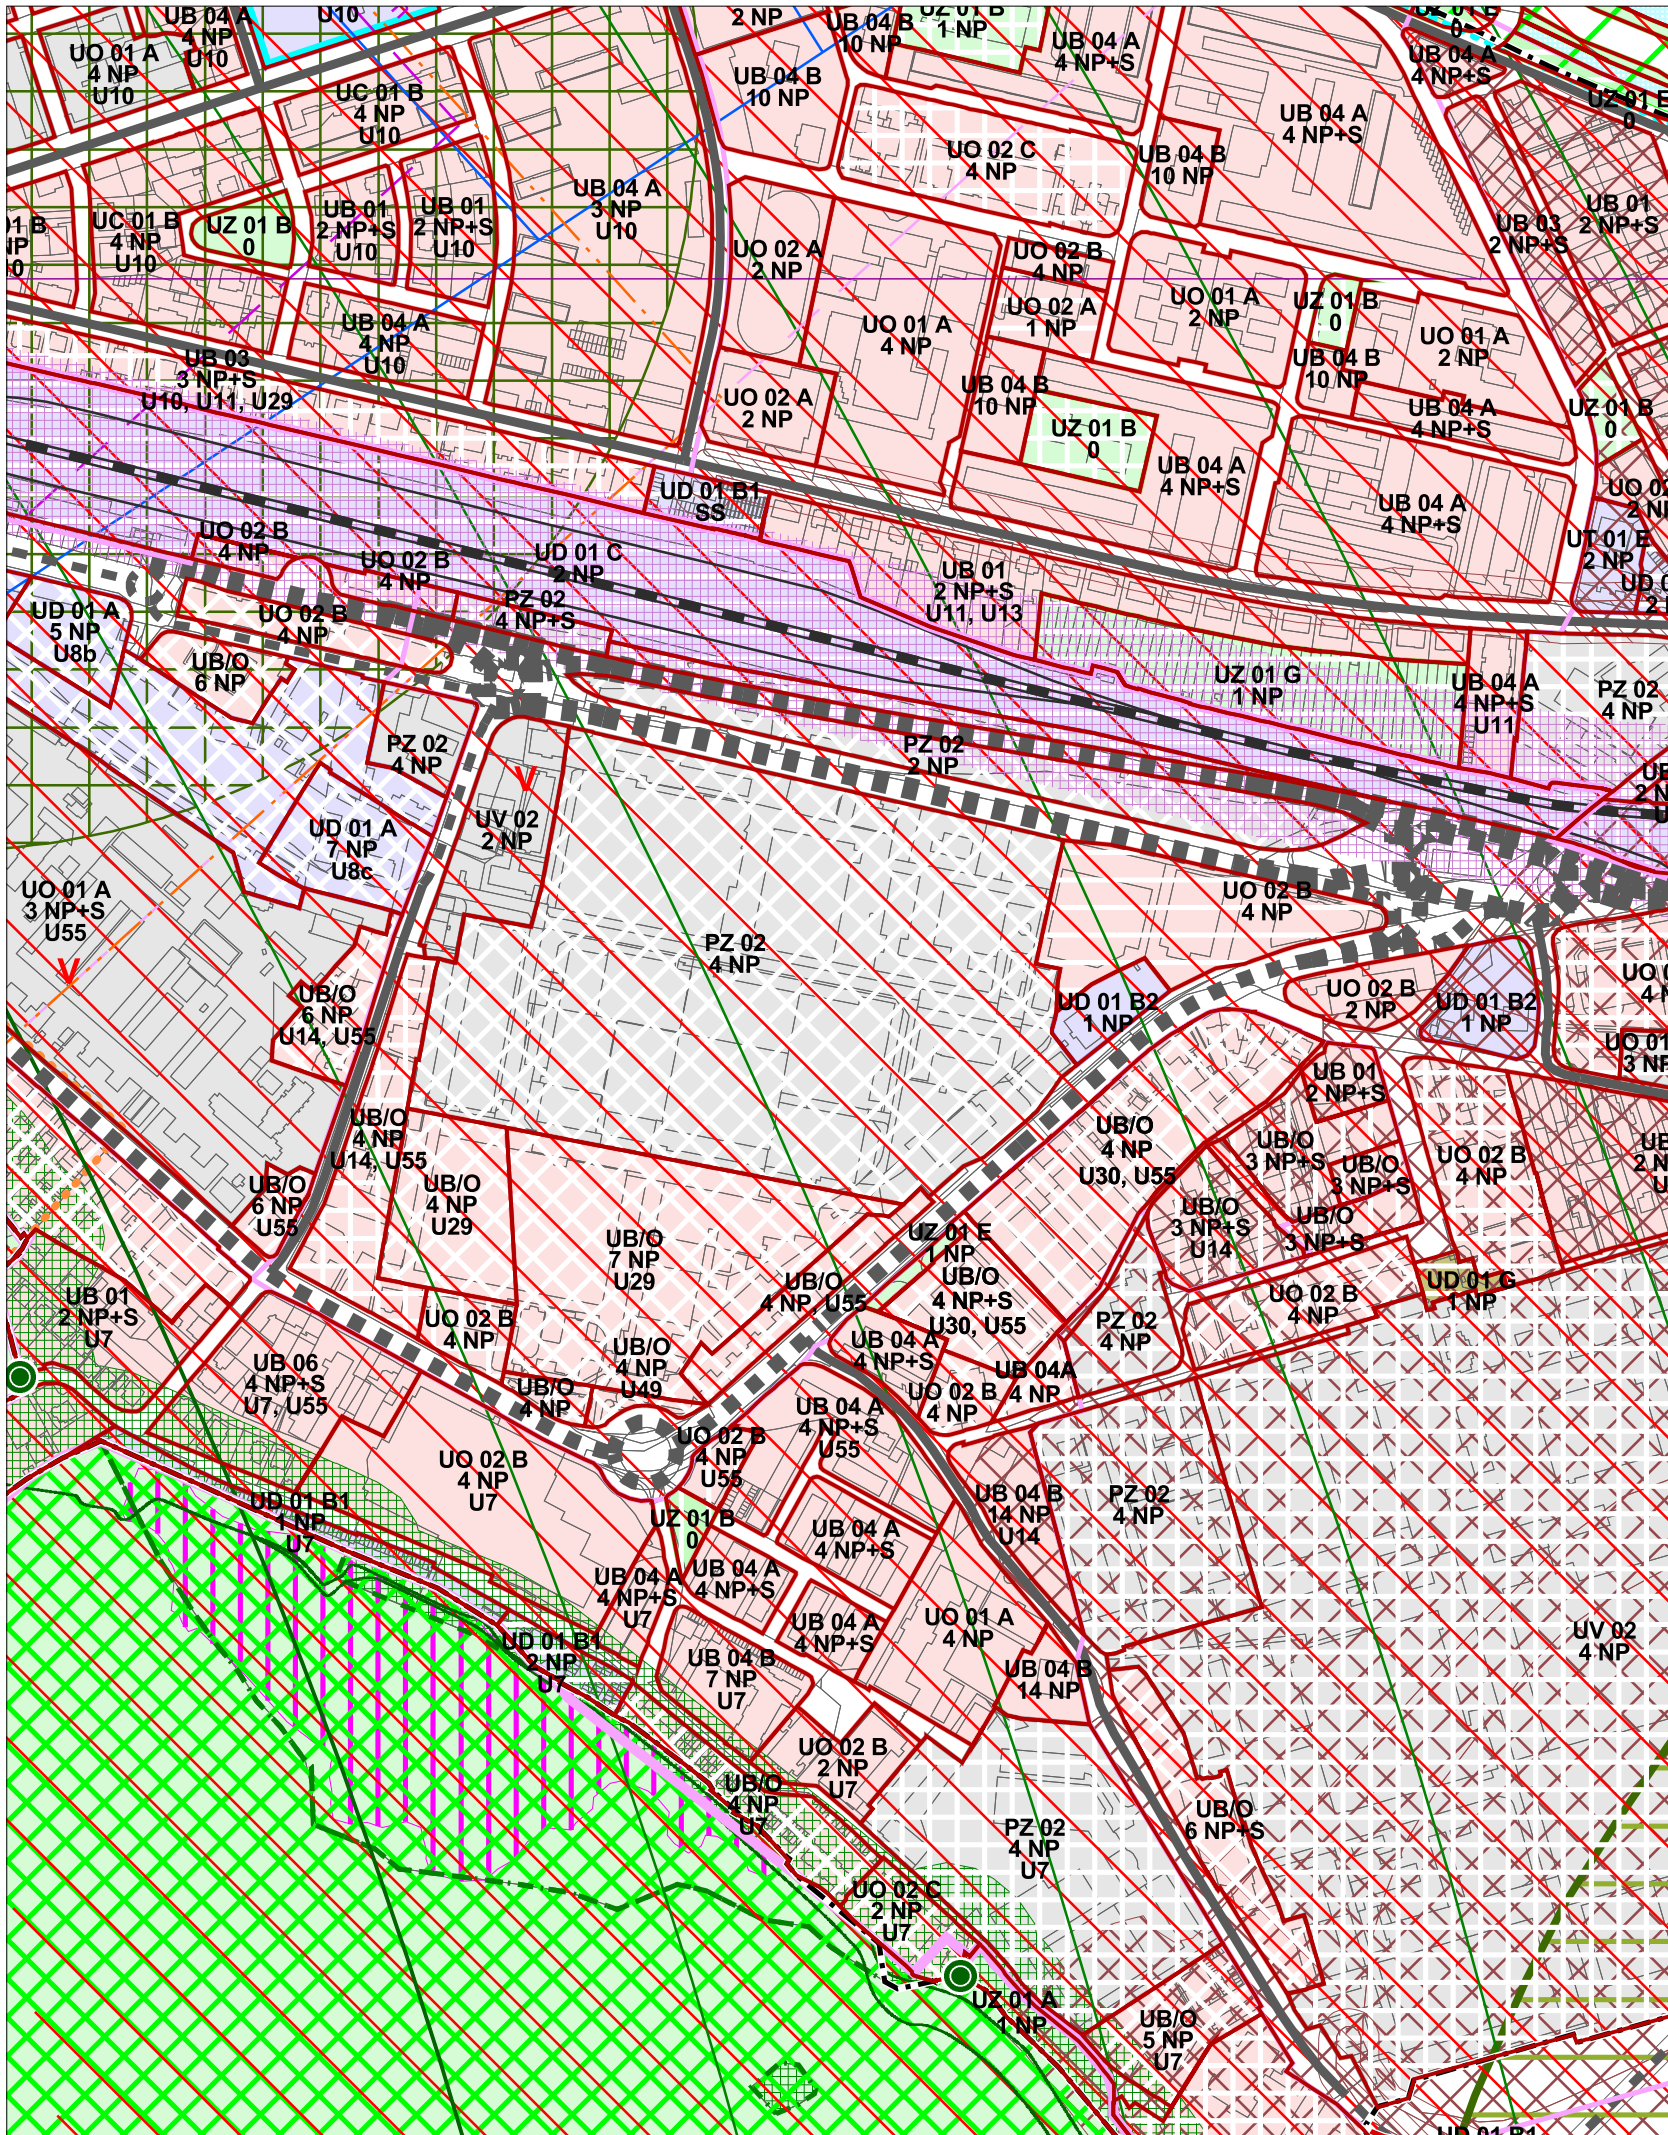 UB 04 A
4 NP
U10
U10
UO 01 A
4 NP
U10
2 NP
UB 04 B
10 NP
UZ 01 B
1 NP
UB 04 A
4 NP+S
0
UB 04 A
4 NP+S
UC 01 B
4 NP
U10
UB 04 B
10 NP
UB 04 A
4 NP+S
UZ 01 E
0
UO 02 C
4 NP
UB 04 B
10 NP
UC 01 B
4 NP
U10
UZ 01 B
0
UB 01
2 NP+S
U10
UB 01
2 NP+S
U10
UB 04 A
3 NP
U10
UO 02 A
2 NP
UO 02 B
4 NP
UB 03
2 NP+S
UB 01
2 NP+S
UB 04 A
4 NP
U10
UO 01 A
4 NP
UO 02 A
1 NP
UO 01 A
2 NP
UZ 01 B
0
UO 01 A
2 NP
UB 03
3 NP+S
U10, U11, U29
UO 02 A
2 NP
UB 04 B
10 NP
UB 04 B
10 NP
UZ 01 B
0
UB 04 A
4 NP+S
UZ 01 B
0
UB 04 A
4 NP+S
UD 01 B1
SS
UB 04 A
4 NP+S
UO 02 B
4 NP
UO 02 B
4 NP
UD 01 C
2 NP
UB 01
2 NP+S
U11, U13
UT 01 E
2 NP
UD 01 A
5 NP
U8b
UO 02 B
4 NP
PZ 02
4 NP+S
UB/O
6 NP
UZ 01 G
1 NP
UB 04 A
4 NP+S
U11
PZ 02
4 NP
PZ 02
4 NP
V
UV 02
2 NP
PZ 02
2 NP
UD 01 A
7 NP
U8c
UO 01 A
3 NP+S
U55
V
UO 02 B
4 NP
PZ 02
4 NP
UB/O
6 NP
U14, U55
UD 01 B2
1 NP
UO 02 B
2 NP
UD 01 B2
1 NP
UO 01
3 NP
UB 01
2 NP+S
UB/O
4 NP
U14, U55
UB/O
4 NP
U30, U55
UB/O
3 NP+S
UB/O
3 NP+S
UO 02 B
4 NP
UB/O
6 NP
U55
UB/O
4 NP
U29
UB/O
3 NP+S
U14
UB/O
3 NP+S
UB/O
7 NP
U29
UZ 01 E
1 NP
UB/O
4 NP, U55
UB/O
4 NP+S
U30, U55
UD 01 G
1 NP
UO 02 B
4 NP
UB 01
2 NP+S
U7
UO 02 B
4 NP
PZ 02
4 NP
UB 06
4 NP+S
U7, U55
UB/O
4 NP
U49
UB 04 A
4 NP+S
UB/O
4 NP
UO 02 B
4 NP
UB 04A
4 NP
UB 04 A
4 NP+S
U55
UO 02 B
4 NP
U55
UO 02 B
4 NP
U7
UB 04 B
14 NP
U14
PZ 02
4 NP
UD 01 B1
1 NP
U7
UZ 01 B
0
UB 04 A
4 NP+S
UB 04 A
4 NP+S
U7
UB 04 A
4 NP+S
UB 04 A
4 NP+S
UO 01 A
4 NP
UV 02
4 NP
UD 01 B1
2 NP
U7
UB 04 B
7 NP
U7
UB 04 B
14 NP
UO 02 B
2 NP
U7
UB/O
4 NP
U7
UB/O
6 NP+S
PZ 02
4 NP
U7
UO 02 C
2 NP
U7
UZ 01 A
1 NP
UB/O
5 NP
U7
UD 01 B1